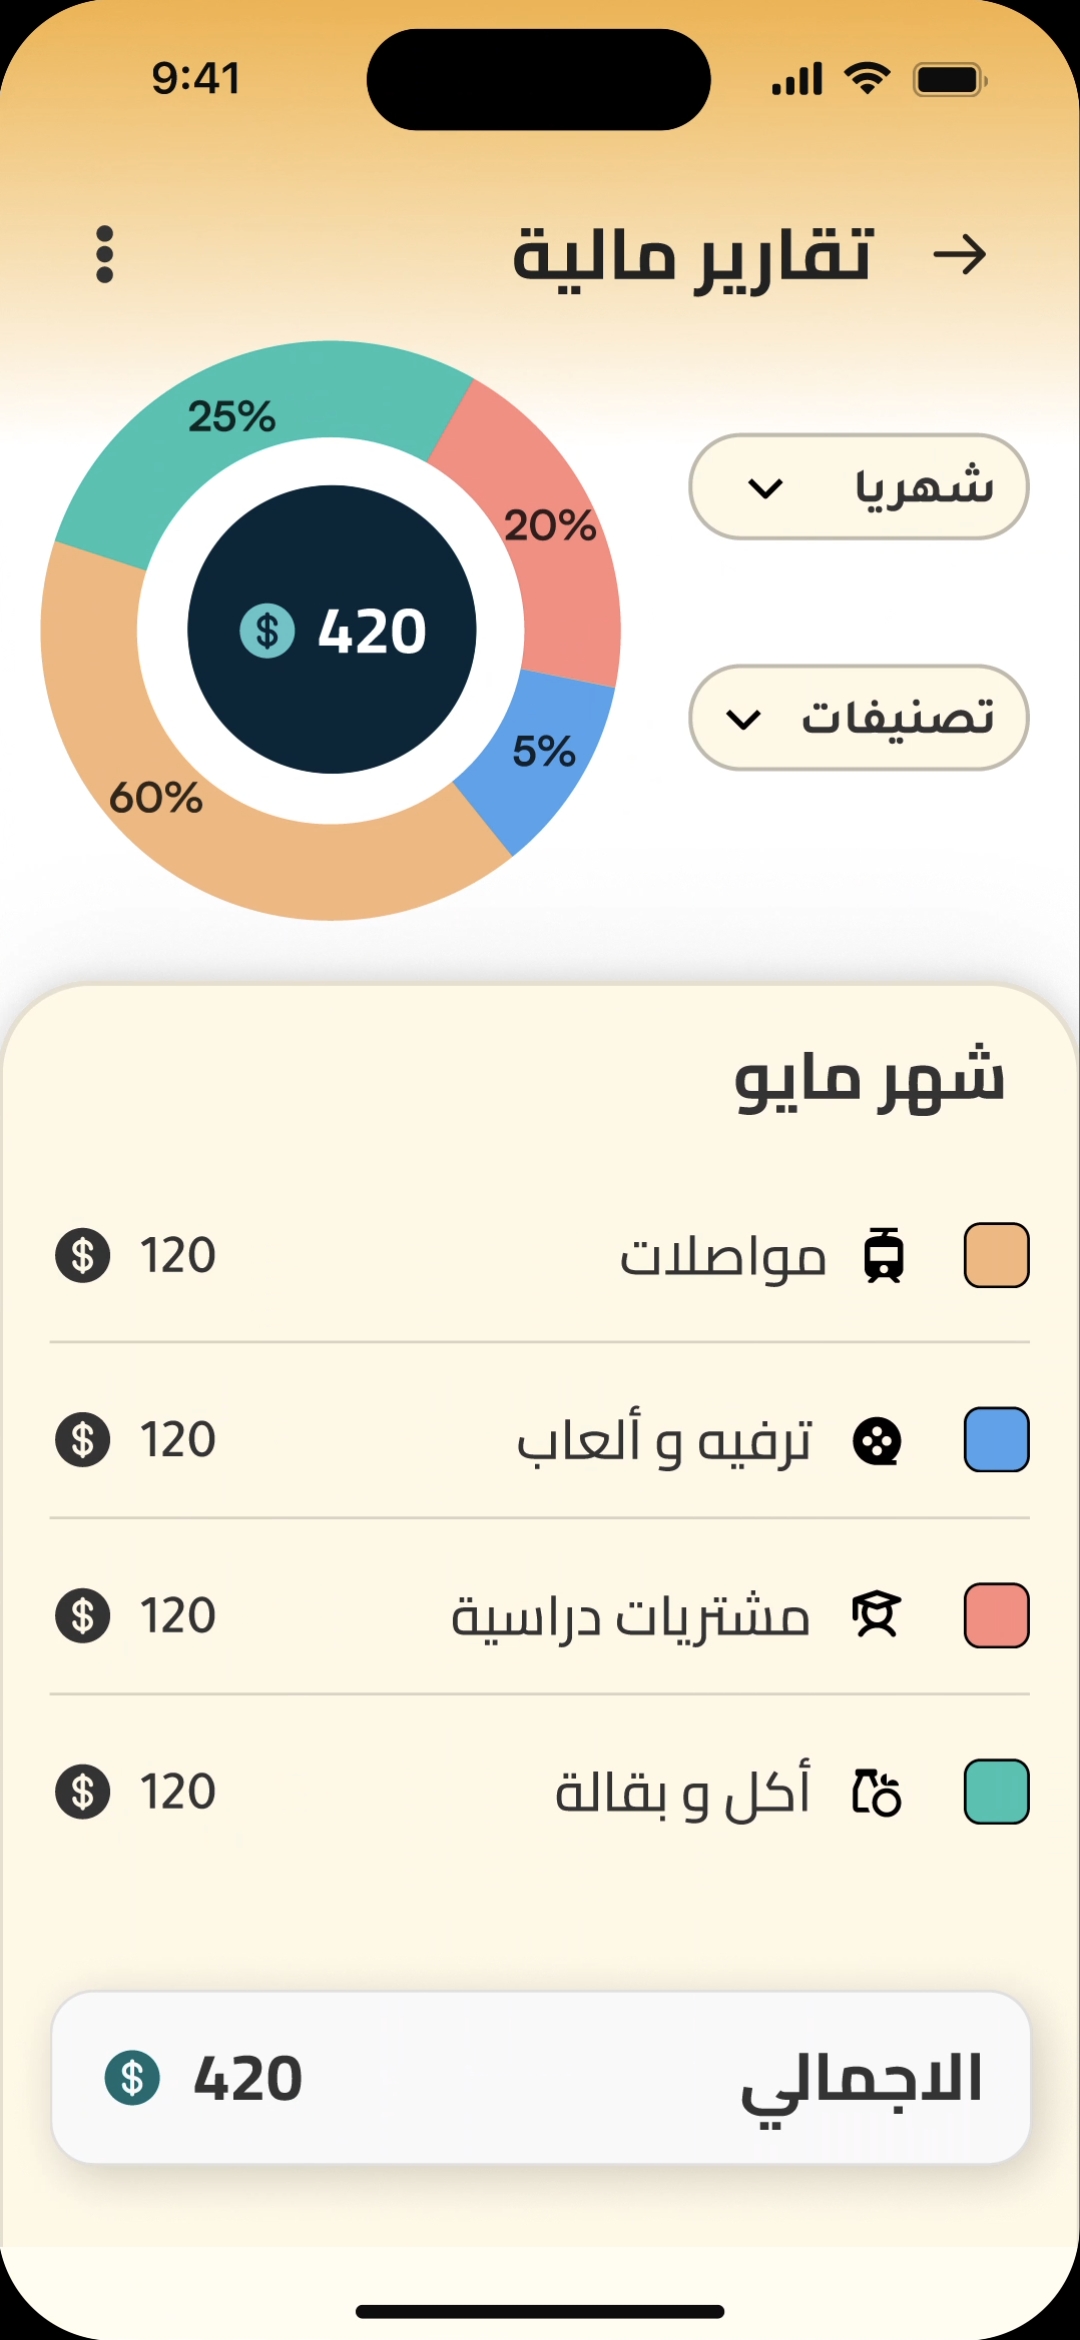 9:41
تقارير مالية
25%
20%
5%
60%
$ 420
شهريا
تصنيفات
شهر مايو
مواصلات 120 $
ترفيه و ألعاب 120 $
مشتريات دراسية 120 $
أكل و بقالة 120 $
الاجمالي 420 $